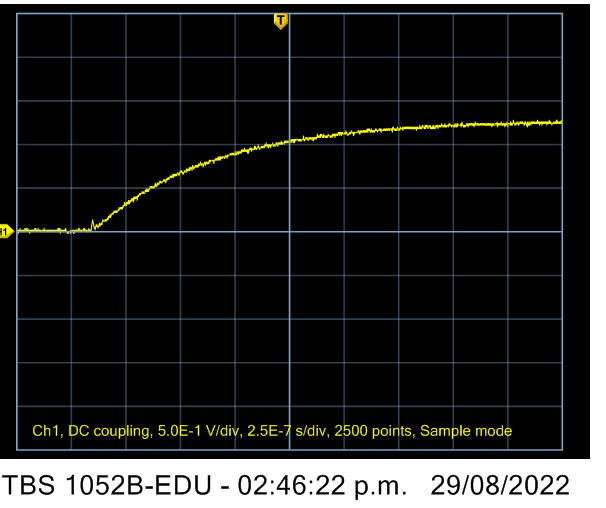 T
Ch1, DC coupling, 5.0E-1 V/div, 2.5E-7 s/div, 2500 points, Sample mode
TBS 1052B-EDU - 02:46:22 p.m. 29/08/2022